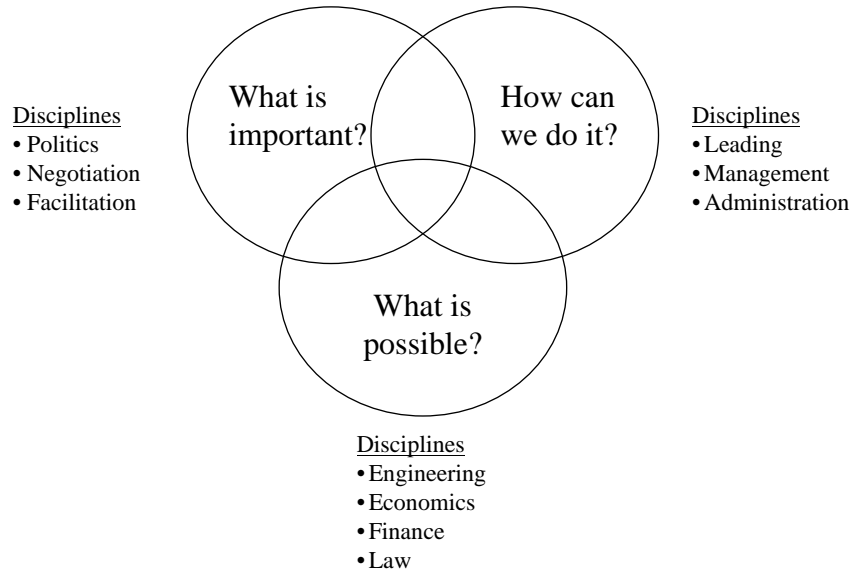 What is
important?
How can
we do it?
Disciplines
• Politics
• Negotiation
• Facilitation
Disciplines
• Leading
• Management
• Administration
What is
possible?
Disciplines
• Engineering
• Economics
• Finance
• Law